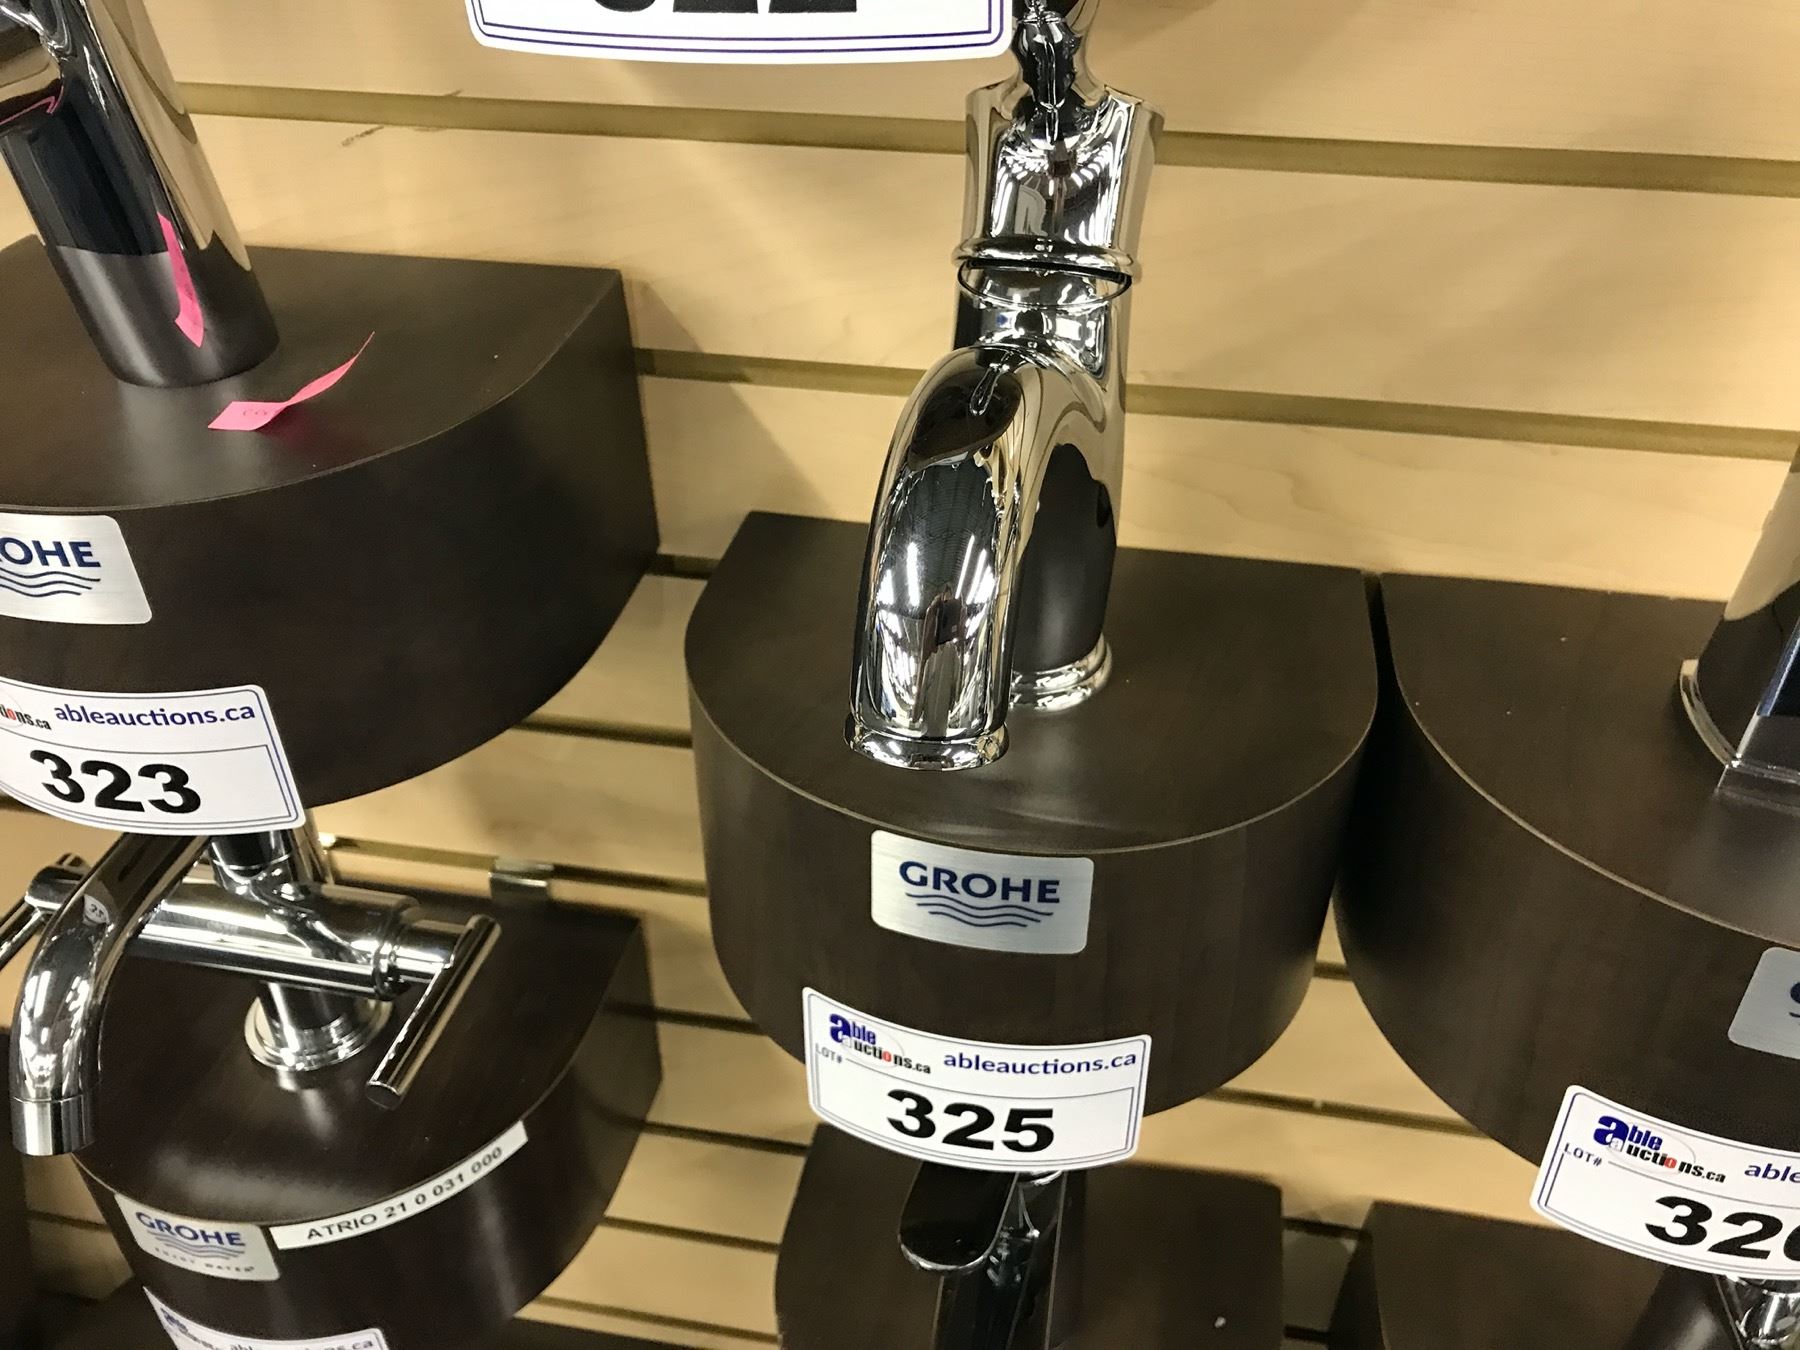 GROHE
ableauctions.ca
323
GROHE
able auctions.ca
LOT#
ableauctions.ca
325
able auctions.ca
LOT#
GROHE
ATRIO 21 0 031 000